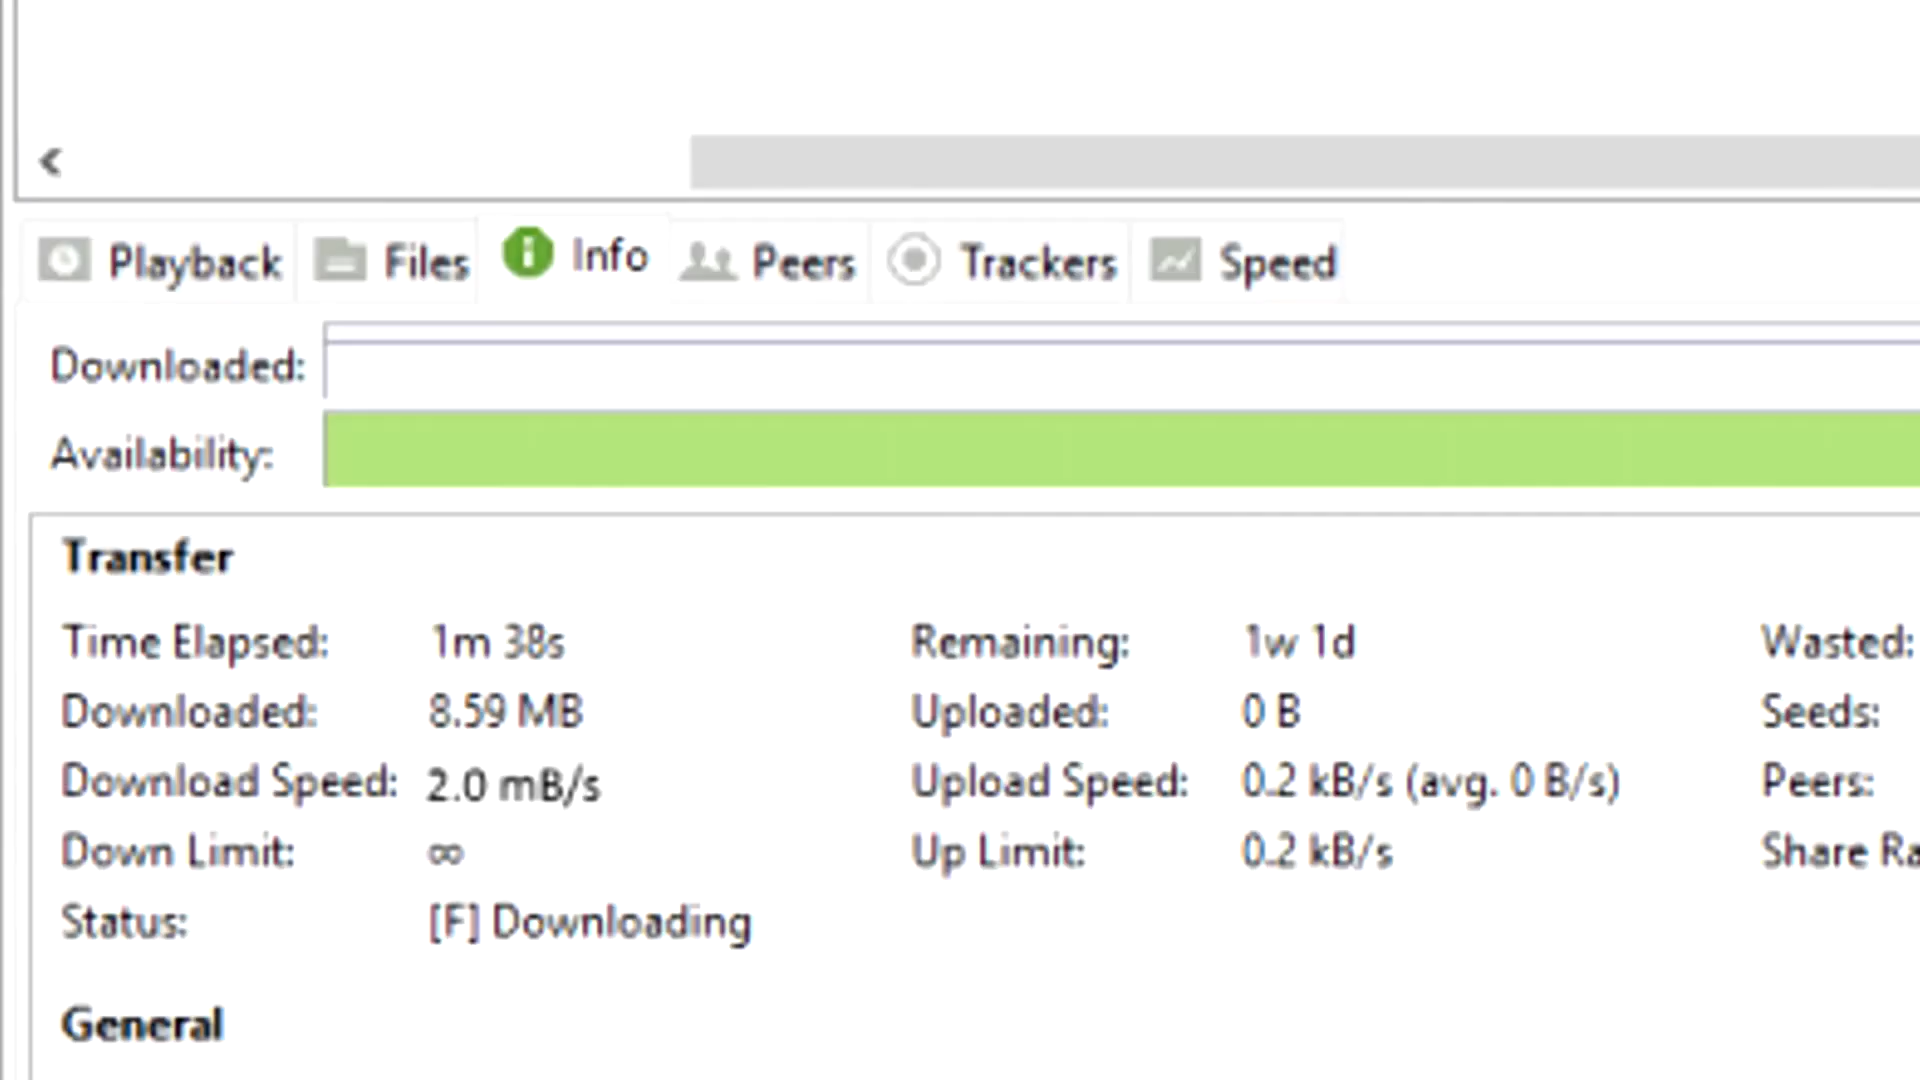 Playback Files Info Peers Trackers Speed
Downloaded:
Availability:
Transfer
Time Elapsed: 1m 38s Remaining: 1w 1d Wasted:
Downloaded: 8.59 MB Uploaded: 0 B Seeds:
Download Speed: 2.0 mB/s Upload Speed: 0.2 kB/s (avg. 0 B/s) Peers:
Down Limit: ∞ Up Limit: 0.2 kB/s Share Ra
Status: [F] Downloading
General